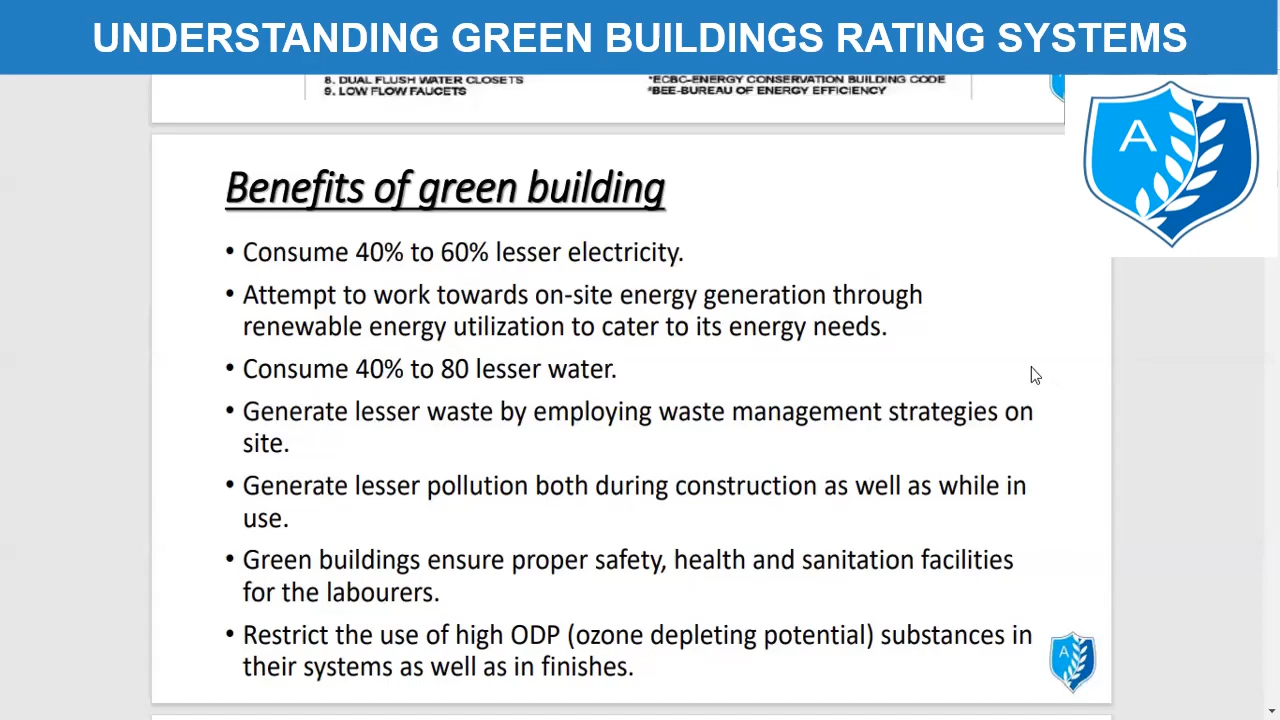 UNDERSTANDING GREEN BUILDINGS RATING SYSTEMS
8. DUAL FLUSH WATER CLOSETS
9. LOW FLOW FAUCETS
*ECBC-ENERGY CONSERVATION BUILDING CODE
*BEE-BUREAU OF ENERGY EFFICIENCY
A
Benefits of green building
• Consume 40% to 60% lesser electricity.
• Attempt to work towards on-site energy generation through
renewable energy utilization to cater to its energy needs.
• Consume 40% to 80 lesser water.
• Generate lesser waste by employing waste management strategies on
site.
• Generate lesser pollution both during construction as well as while in
use.
• Green buildings ensure proper safety, health and sanitation facilities
for the labourers.
• Restrict the use of high ODP (ozone depleting potential) substances in
their systems as well as in finishes.
A